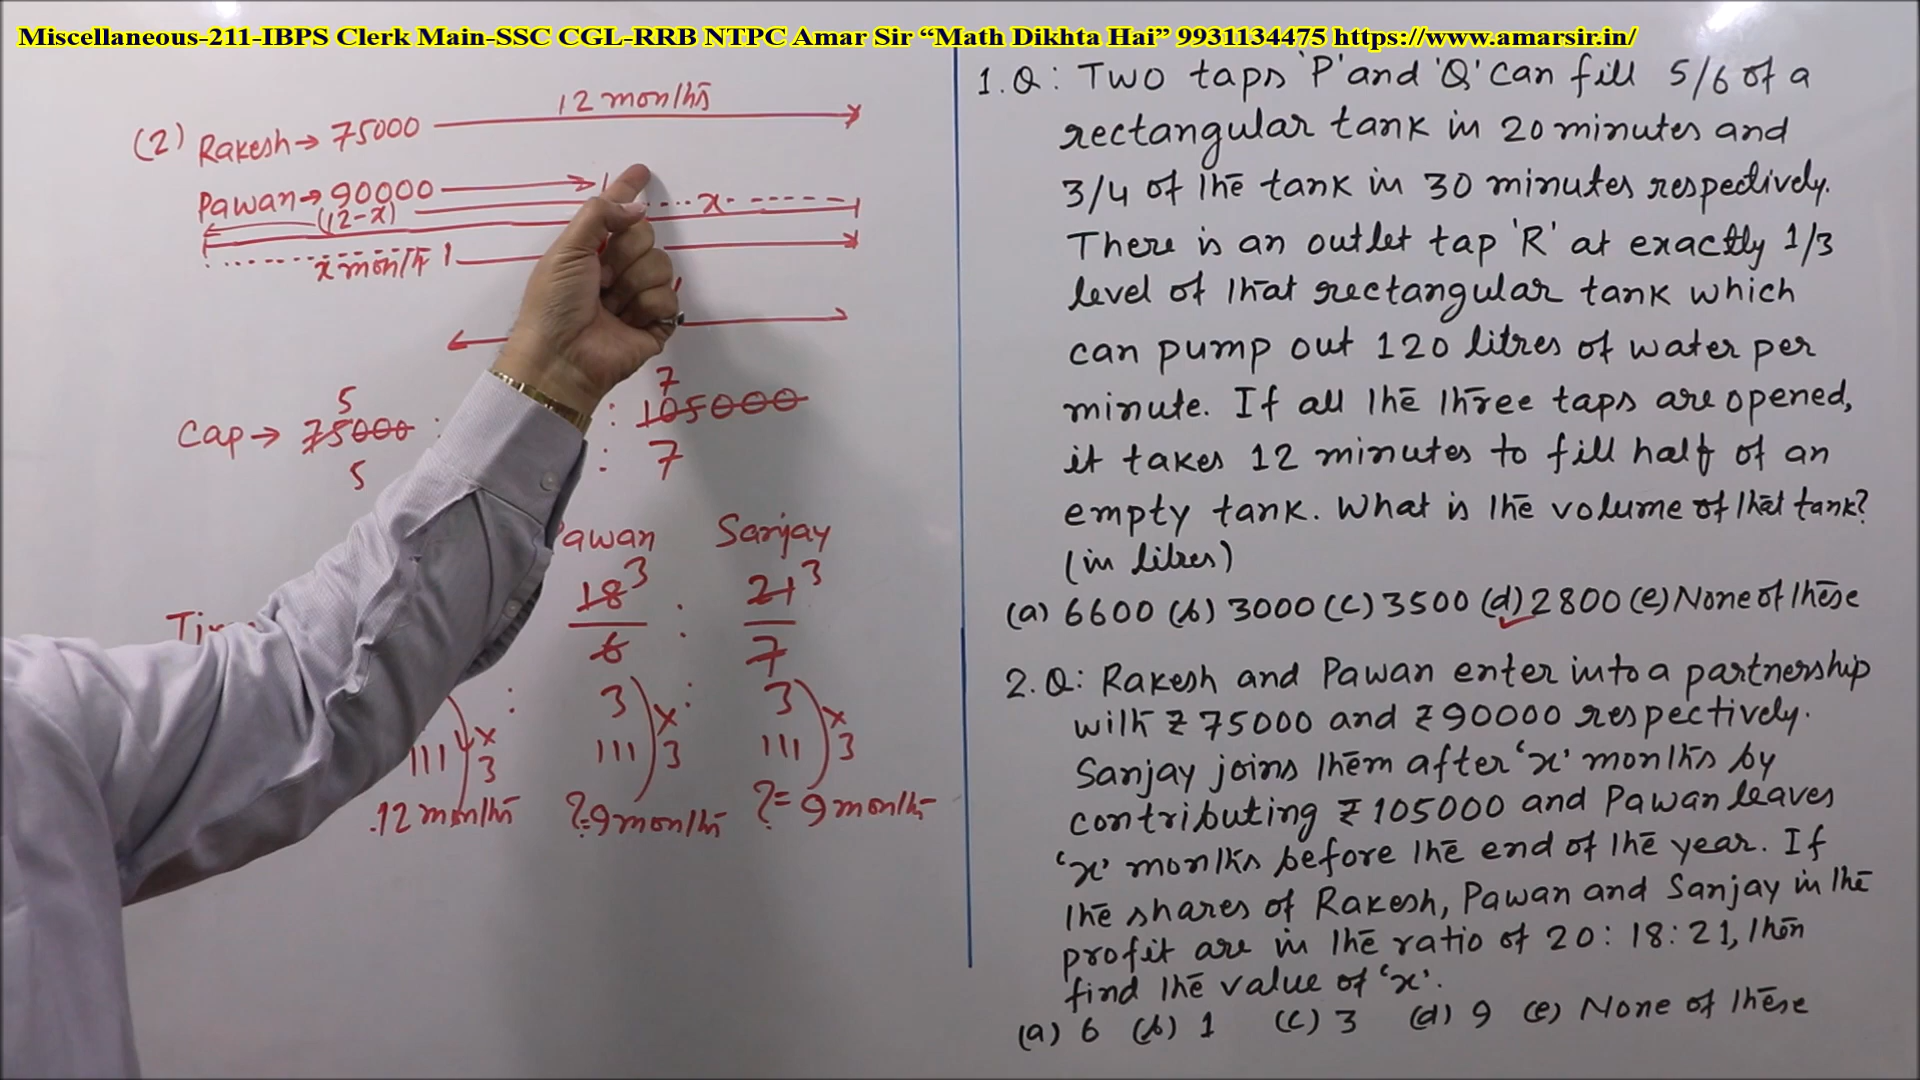 Miscellaneous-211-IBPS Clerk Main-SSC CGL-RRB NTPC Amar Sir “Math Dikhta Hai” 9931134475 https://www.amarsir.in/
12 months
(2) Rakesh→ 75000
Pawan→ 90000
x
(12-x)
x month
5 7
Cap→ 75000 : : 105000
5 : 7
Pawan Sanjay
18 3 : 21 3
6 7
: 3 x : 3 x
111 x 3 111 3 111 3
12 months ?=9months ?= 9months
1. Q: Two taps 'P' and 'Q' can fill 5/6 of a
rectangular tank in 20 minutes and
3/4 of the tank in 30 minutes respectively.
There is an outlet tap 'R' at exactly 1/3
level of that rectangular tank which
can pump out 120 litres of water per
minute. If all the three taps are opened,
it takes 12 minutes to fill half of an
empty tank. What is the volume of that tank?
(in litres)
(a) 6600 (b) 3000 (c) 3500 (d) 2800 (e) None of these
2. Q: Rakesh and Pawan enter into a partnership
with ₹ 75000 and ₹ 90000 respectively.
Sanjay joins them after 'x' months by
contributing ₹ 105000 and Pawan leaves
'x' months before the end of the year. If
the shares of Rakesh, Pawan and Sanjay in the
profit are in the ratio of 20 : 18 : 21, then
find the value of 'x'.
(a) 6 (b) 1 (c) 3 (d) 9 (e) None of these